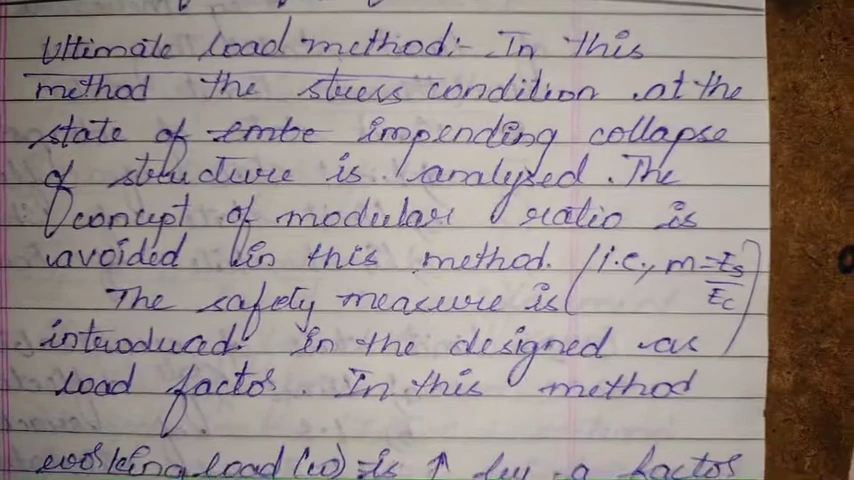 Ultimate load method:- In this
method the stress condition at the
state of embe impending collapse
of structure is analysed. The
concept of modular ratio is
avoided in this method. (i.e., m = Es/Ec)
The safety measure is
introduced in the designed as
load factor. In this method
working load (w) is ↑ by a factor